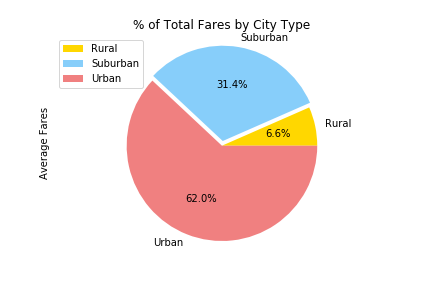 % of Total Fares by City Type
Rural
Suburban
Urban
Average Fares
Suburban
31.4%
Rural
6.6%
62.0%
Urban